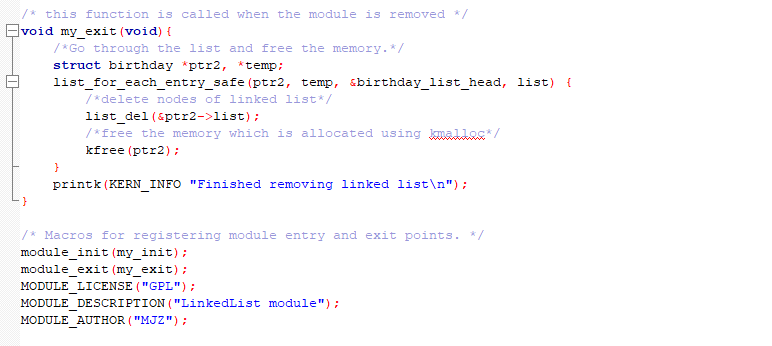 /* this function is called when the module is removed */
void my_exit(void){
/*Go through the list and free the memory.*/
struct birthday *ptr2, *temp;
list_for_each_entry_safe(ptr2, temp, &birthday_list_head, list) {
/*delete nodes of linked list*/
list_del(&ptr2->list);
/*free the memory which is allocated using kmalloc*/
kfree(ptr2);
}
printk(KERN_INFO "Finished removing linked list\n");
}
/* Macros for registering module entry and exit points. */
module_init(my_init);
module_exit(my_exit);
MODULE_LICENSE("GPL");
MODULE_DESCRIPTION("LinkedList module");
MODULE_AUTHOR("MJZ");